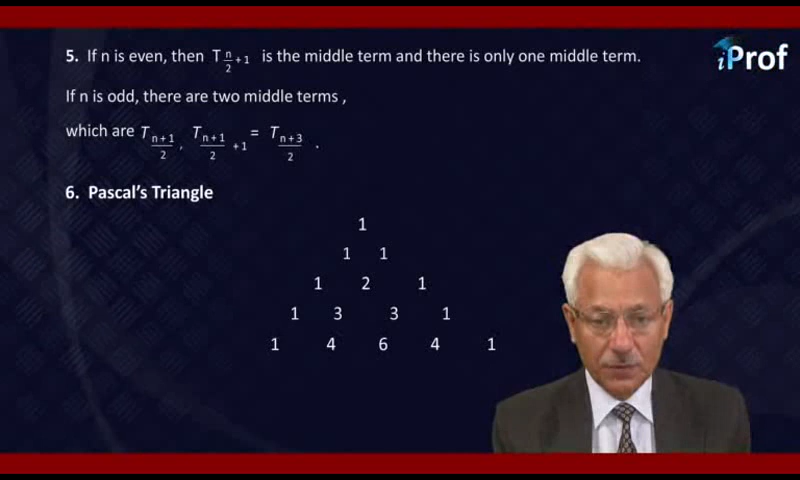 5. If n is even, then T n/2 +1 is the middle term and there is only one middle term.
iProf
If n is odd, there are two middle terms ,
which are T n+1/2 , T n+1/2 +1 = T n+3/2 .
6. Pascal's Triangle
1
1 1
1 2 1
1 3 3 1
1 4 6 4 1